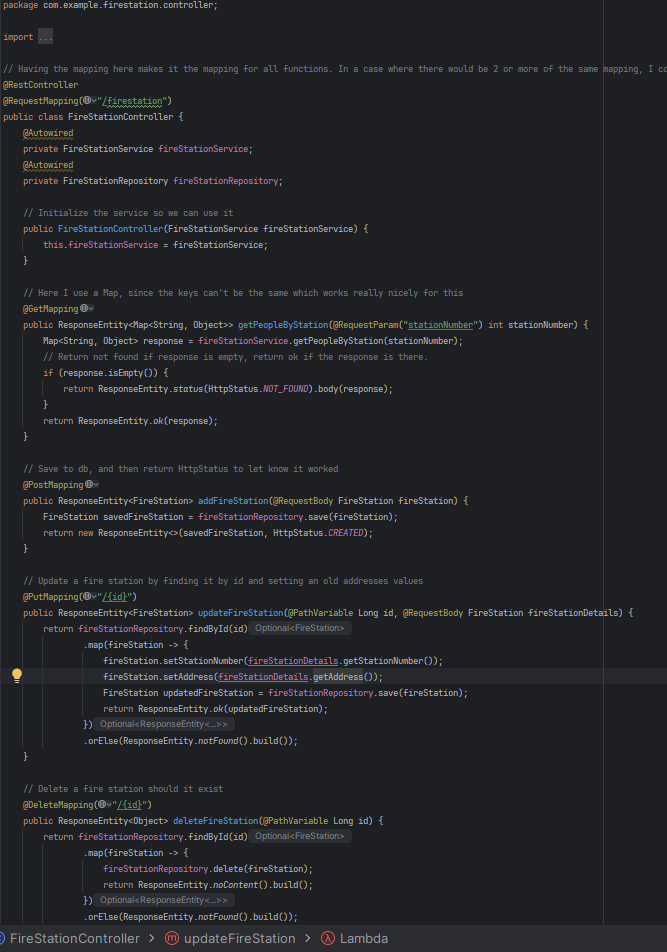 package com.example.firestation.controller;
import ...
// Having the mapping here makes it the mapping for all functions. In a case where there would be 2 or more of the same mapping, I co
@RestController
@RequestMapping("/firestation")
public class FireStationController {
    @Autowired
    private FireStationService fireStationService;
    @Autowired
    private FireStationRepository fireStationRepository;
    // Initialize the service so we can use it
    public FireStationController(FireStationService fireStationService) {
        this.fireStationService = fireStationService;
    }
    // Here I use a Map, since the keys can't be the same which works really nicely for this
    @GetMapping
    public ResponseEntity<Map<String, Object>> getPeopleByStation(@RequestParam("stationNumber") int stationNumber) {
        Map<String, Object> response = fireStationService.getPeopleByStation(stationNumber);
        // Return not found if response is empty, return ok if the response is there.
        if (response.isEmpty()) {
            return ResponseEntity.status(HttpStatus.NOT_FOUND).body(response);
        }
        return ResponseEntity.ok(response);
    }
    // Save to db, and then return HttpStatus to let know it worked
    @PostMapping
    public ResponseEntity<FireStation> addFireStation(@RequestBody FireStation fireStation) {
        FireStation savedFireStation = fireStationRepository.save(fireStation);
        return new ResponseEntity<>(savedFireStation, HttpStatus.CREATED);
    }
    // Update a fire station by finding it by id and setting an old addresses values
    @PutMapping("/{id}")
    public ResponseEntity<FireStation> updateFireStation(@PathVariable Long id, @RequestBody FireStation fireStationDetails) {
        return fireStationRepository.findById(id) Optional<FireStation>
                .map(fireStation -> {
                    fireStation.setStationNumber(fireStationDetails.getStationNumber());
                    fireStation.setAddress(fireStationDetails.getAddress());
                    FireStation updatedFireStation = fireStationRepository.save(fireStation);
                    return ResponseEntity.ok(updatedFireStation);
                }) Optional<ResponseEntity<...>>
                .orElse(ResponseEntity.notFound().build());
    }
    // Delete a fire station should it exist
    @DeleteMapping("/{id}")
    public ResponseEntity<Object> deleteFireStation(@PathVariable Long id) {
        return fireStationRepository.findById(id) Optional<FireStation>
                .map(fireStation -> {
                    fireStationRepository.delete(fireStation);
                    return ResponseEntity.noContent().build();
                }) Optional<ResponseEntity<...>>
                .orElse(ResponseEntity.notFound().build());
FireStationController > m updateFireStation > λ Lambda